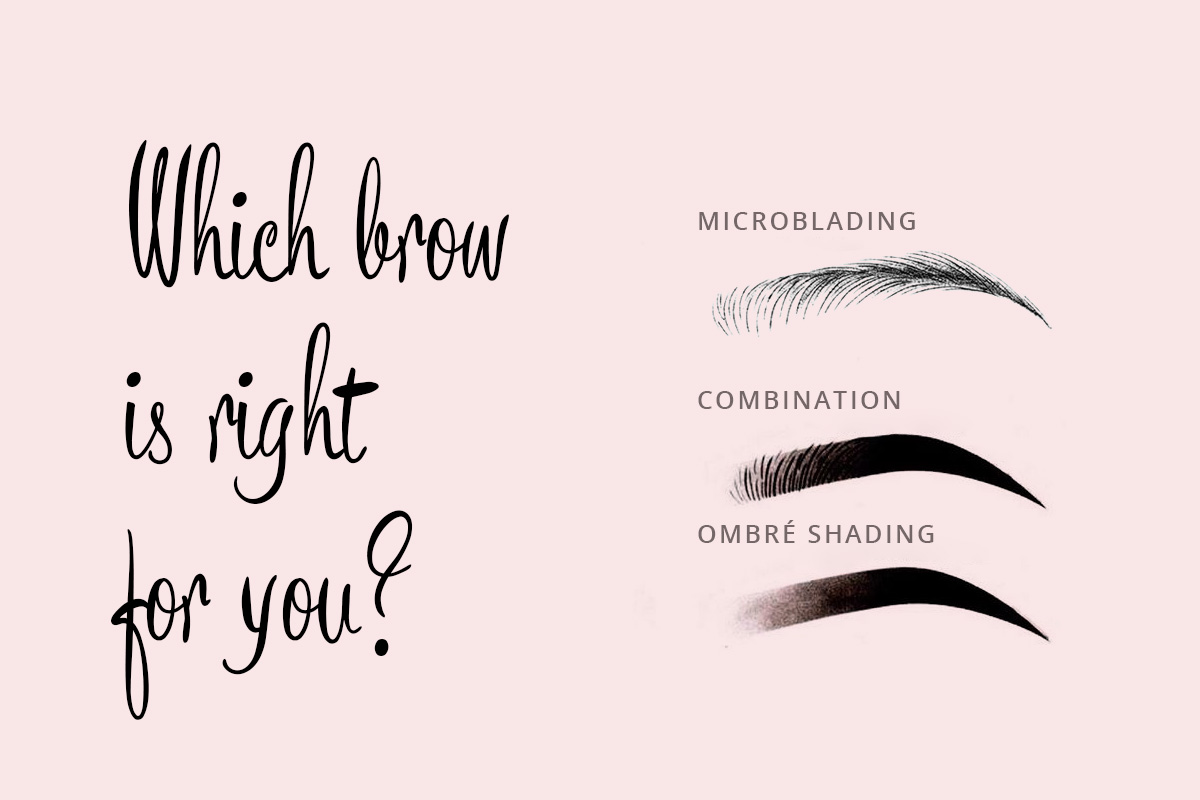 Which brow
is right
for you?
MICROBLADING
COMBINATION
OMBRÉ SHADING